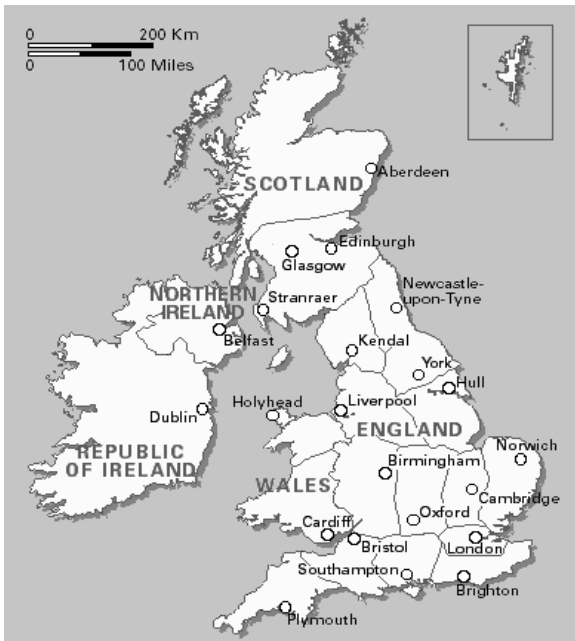 0 200 Km
0 100 Miles
Aberdeen
SCOTLAND
Edinburgh
Glasgow
Newcastle-
upon-Tyne
NORTHERN
IRELAND
Stranraer
Belfast
Kendal
York
Hull
Holyhead
Liverpool
Dublin
ENGLAND
REPUBLIC
OF IRELAND
Norwich
Birmingham
WALES
Cambridge
Oxford
Cardiff
Bristol
London
Southampton
Brighton
Plymouth